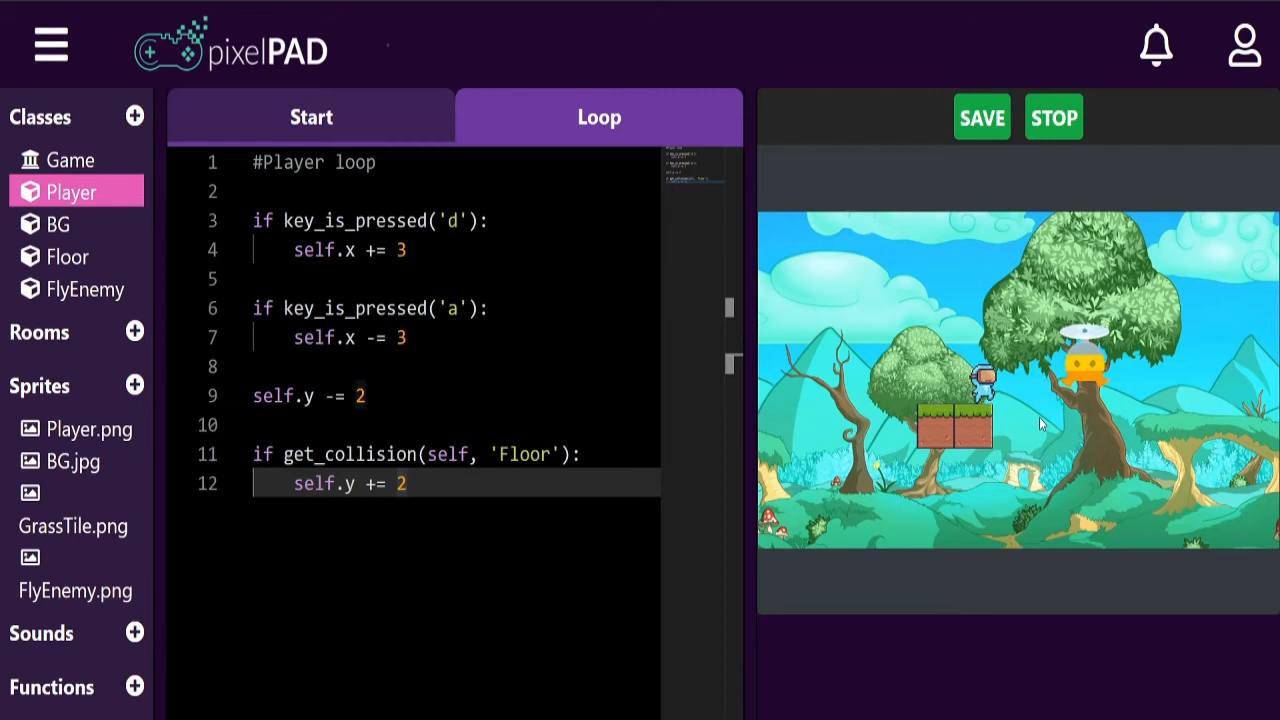 pixelPAD
Classes
Game
Player
BG
Floor
FlyEnemy
Rooms
Sprites
Player.png
BG.jpg
GrassTile.png
FlyEnemy.png
Sounds
Functions
Start
Loop
1 #Player loop
2
3 if key_is_pressed('d'):
4 self.x += 3
5
6 if key_is_pressed('a'):
7 self.x -= 3
8
9 self.y -= 2
10
11 if get_collision(self, 'Floor'):
12 self.y += 2
SAVE
STOP